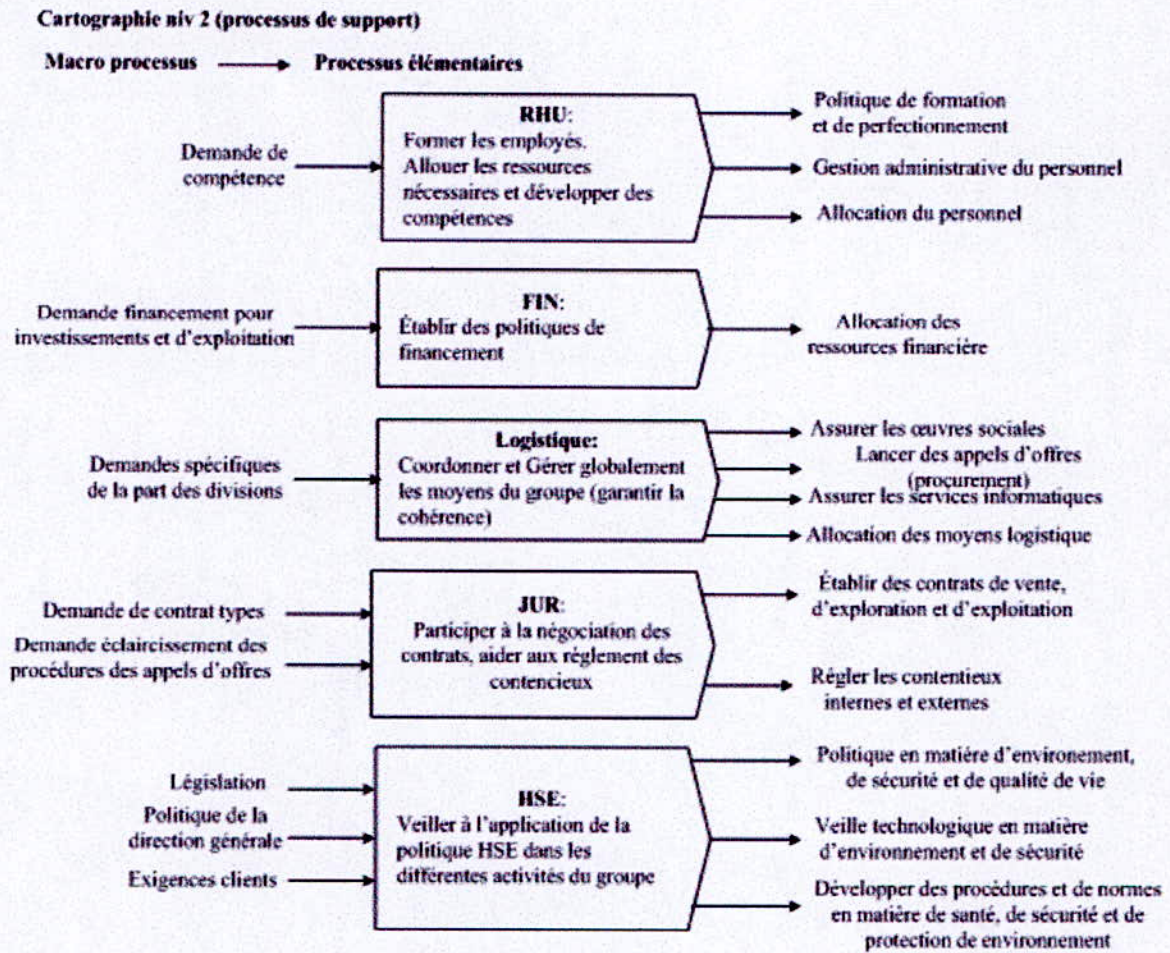 Cartographie niv 2 (processus de support)
Macro processus
Processus élémentaires
Demande de
compétence
RHU:
Former les employés.
Allouer les ressources
nécessaires et développer des
compétences
Politique de formation
et de perfectionnement
Gestion administrative du personnel
Allocation du personnel
Demande financement pour
investissements et d'exploitation
FIN:
Établir des politiques de
financement
Allocation des
ressources financière
Demandes spécifiques
de la part des divisions
Logistique:
Coordonner et Gérer globalement
les moyens du groupe (garantir la
cohérence)
Assurer les œuvres sociales
Lancer des appels d'offres
(procurement)
Assurer les services informatiques
Allocation des moyens logistique
Demande de contrat types
Demande éclaircissement des
procédures des appels d'offres
JUR:
Participer à la négociation des
contrats, aider aux règlement des
contencieux
Établir des contrats de vente,
d'exploration et d'exploitation
Régler les contentieux
internes et externes
Législation
Politique de la
direction générale
Exigences clients
HSE:
Veiller à l'application de la
politique HSE dans les
différentes activités du groupe
Politique en matière d'environement,
de sécurité et de qualité de vie
Veille technologique en matière
d'environnement et de sécurité
Développer des procédures et de normes
en matière de santé, de sécurité et de
protection de environnement